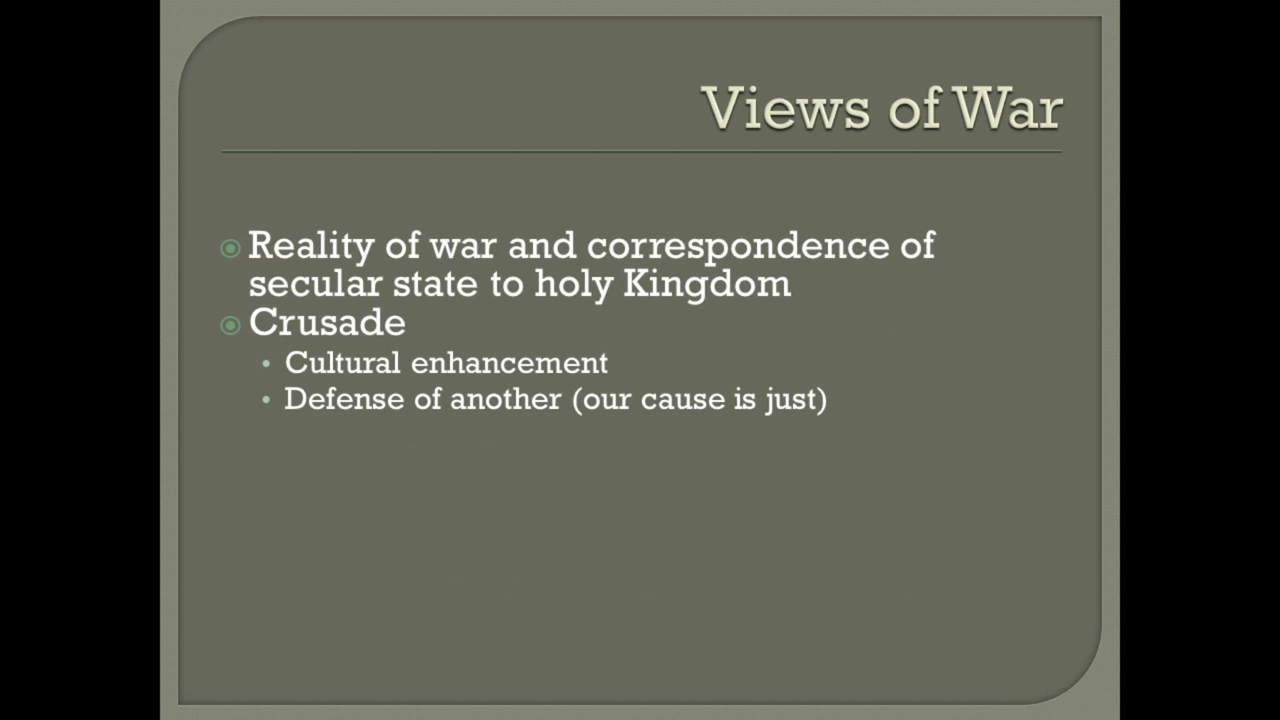 Views of War
Reality of war and correspondence of
secular state to holy Kingdom
Crusade
Cultural enhancement
Defense of another (our cause is just)